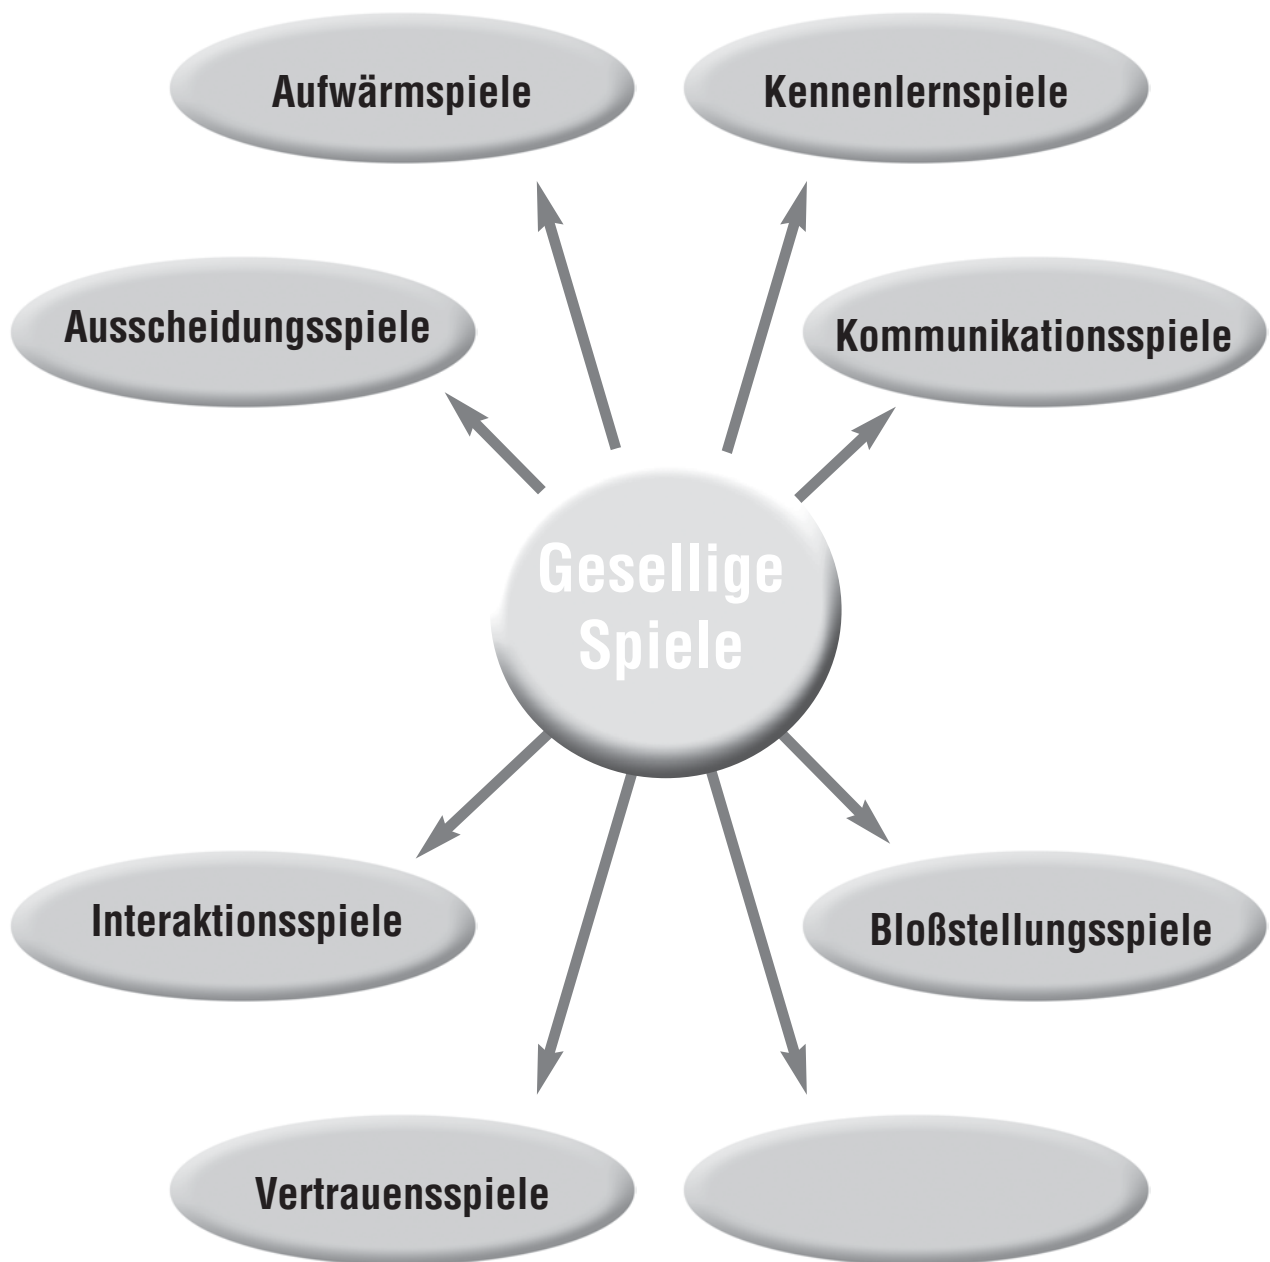 Aufwärmspiele
Kennenlernspiele
Ausscheidungsspiele
Kommunikationsspiele
Gesellige
Spiele
Interaktionsspiele
Bloßstellungsspiele
Vertrauensspiele